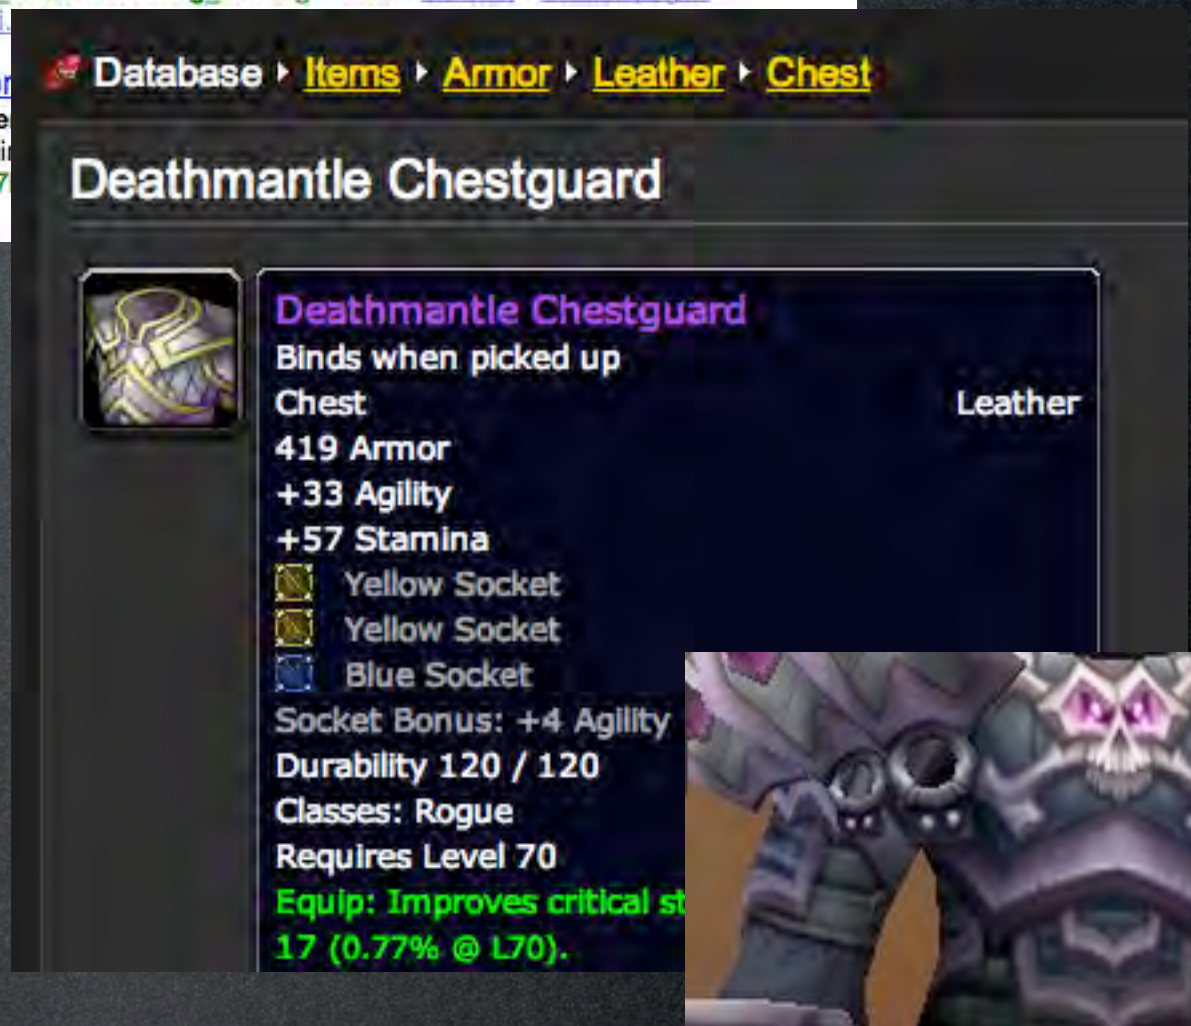 Database ‣ Items ‣ Armor ‣ Leather ‣ Chest
Deathmantle Chestguard
Deathmantle Chestguard
Binds when picked up
Chest Leather
419 Armor
+33 Agility
+57 Stamina
Yellow Socket
Yellow Socket
Blue Socket
Socket Bonus: +4 Agility
Durability 120 / 120
Classes: Rogue
Requires Level 70
Equip: Improves critical st
17 (0.77% @ L70).